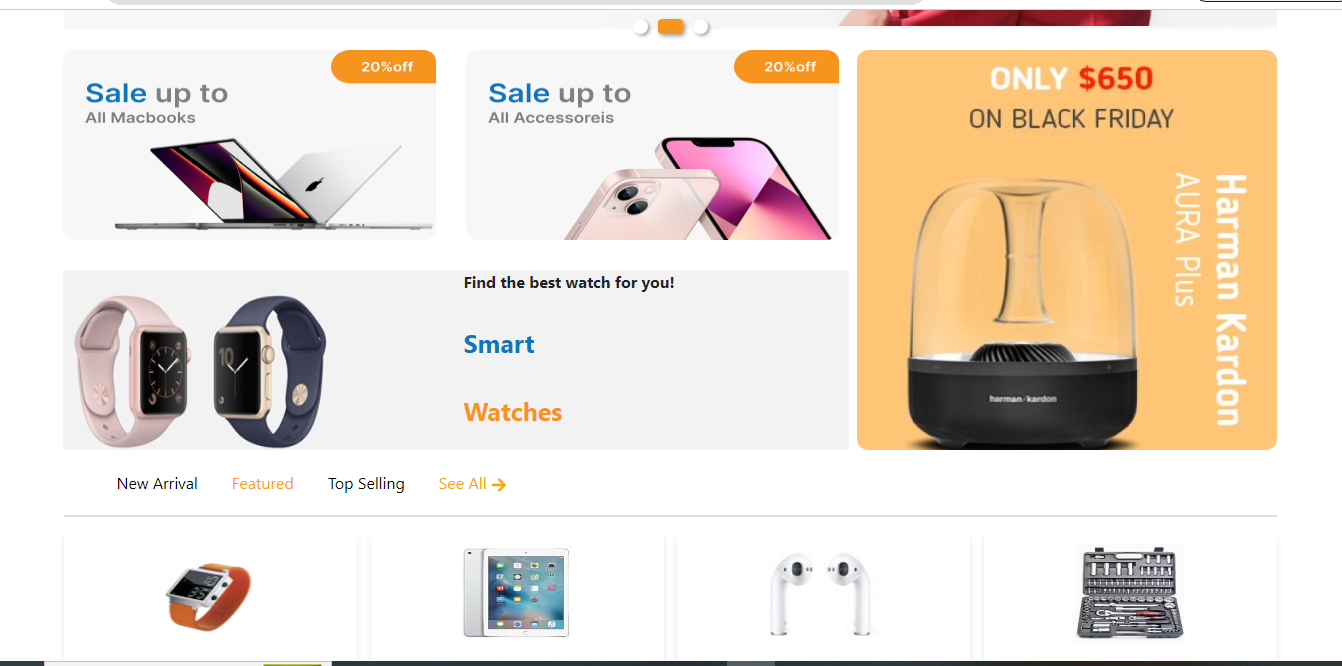 20%off
Sale up to
All Macbooks
20%off
Sale up to
All Accessoreis
ONLY $650
ON BLACK FRIDAY
Harman Kardon
AURA Plus
harman/kardon
Find the best watch for you!
Smart
Watches
New Arrival Featured Top Selling See All
10